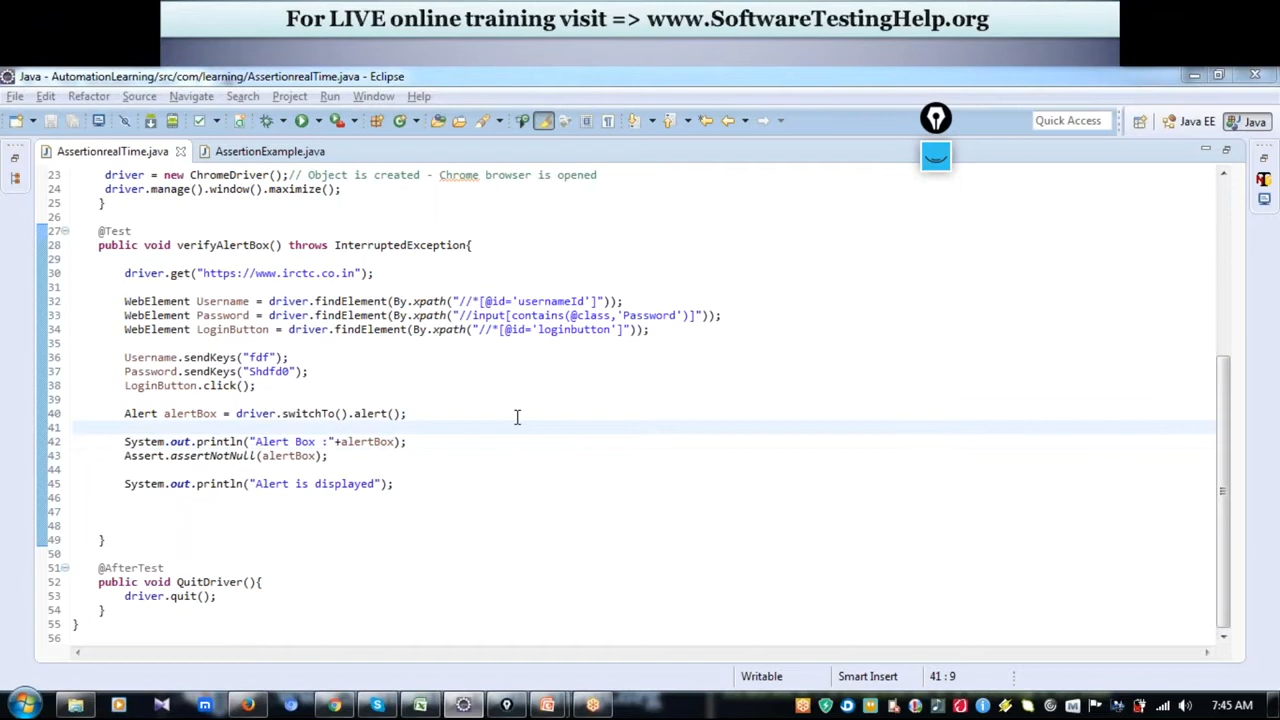 For LIVE online training visit => www.SoftwareTestingHelp.org
Java - AutomationLearning/src/com/learning/AssertionrealTime.java - Eclipse
File Edit Refactor Source Navigate Search Project Run Window Help
Quick Access
Java EE
Java
AssertionrealTime.java
AssertionExample.java
23 driver = new ChromeDriver();// Object is created - Chrome browser is opened
24 driver.manage().window().maximize();
25 }
26
27 @Test
28 public void verifyAlertBox() throws InterruptedException{
29
30 driver.get("https://www.irctc.co.in");
31
32 WebElement Username = driver.findElement(By.xpath("//*[@id='usernameId']"));
33 WebElement Password = driver.findElement(By.xpath("//input[contains(@class,'Password')]"));
34 WebElement LoginButton = driver.findElement(By.xpath("//*[@id='loginbutton']"));
35
36 Username.sendKeys("fdf");
37 Password.sendKeys("Shdfd0");
38 LoginButton.click();
39
40 Alert alertBox = driver.switchTo().alert();
41
42 System.out.println("Alert Box :"+alertBox);
43 Assert.assertNotNull(alertBox);
44
45 System.out.println("Alert is displayed");
46
47
48
49 }
50
51 @AfterTest
52 public void QuitDriver(){
53 driver.quit();
54 }
55 }
56
Writable
Smart Insert
41 : 9
7:45 AM